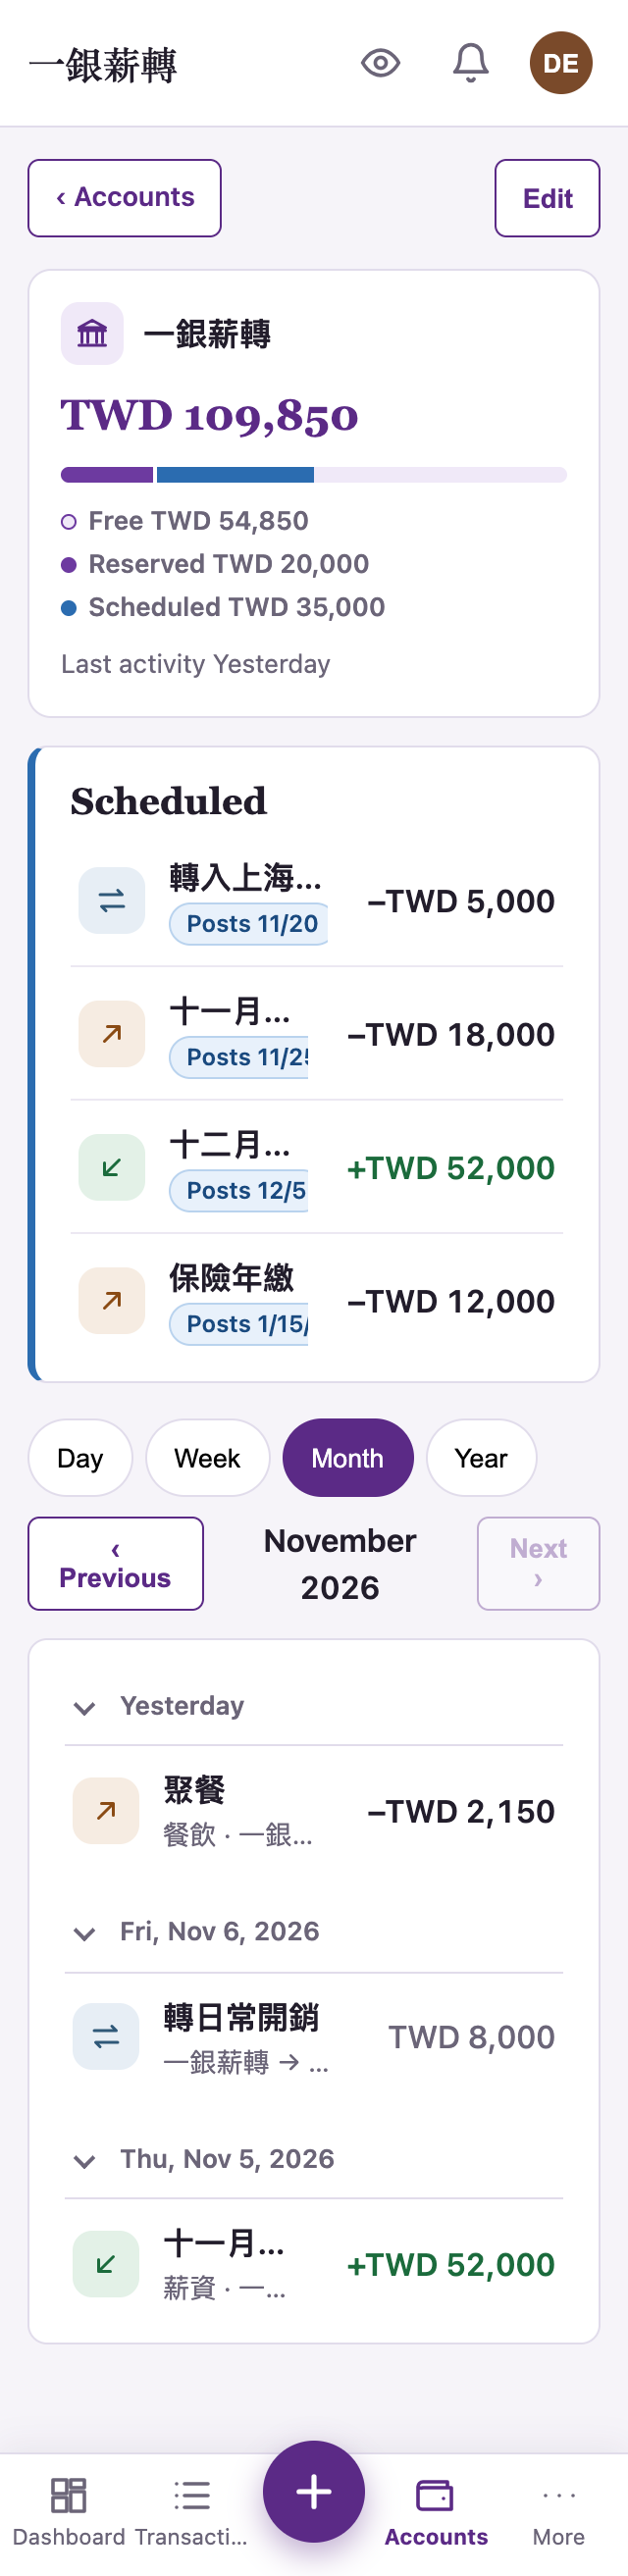 一銀薪轉
DE
‹ Accounts
Edit
一銀薪轉
TWD 109,850
Free TWD 54,850
Reserved TWD 20,000
Scheduled TWD 35,000
Last activity Yesterday
Scheduled
轉入上海...
–TWD 5,000
Posts 11/20
十一月...
–TWD 18,000
Posts 11/25
十二月...
+TWD 52,000
Posts 12/5
保險年繳
–TWD 12,000
Posts 1/15/
Day
Week
Month
Year
‹
Previous
November
2026
Next
›
Yesterday
聚餐
–TWD 2,150
餐飲 · 一銀...
Fri, Nov 6, 2026
轉日常開銷
TWD 8,000
一銀薪轉 → ...
Thu, Nov 5, 2026
十一月...
+TWD 52,000
薪資 · 一...
Dashboard
Transacti...
Accounts
More